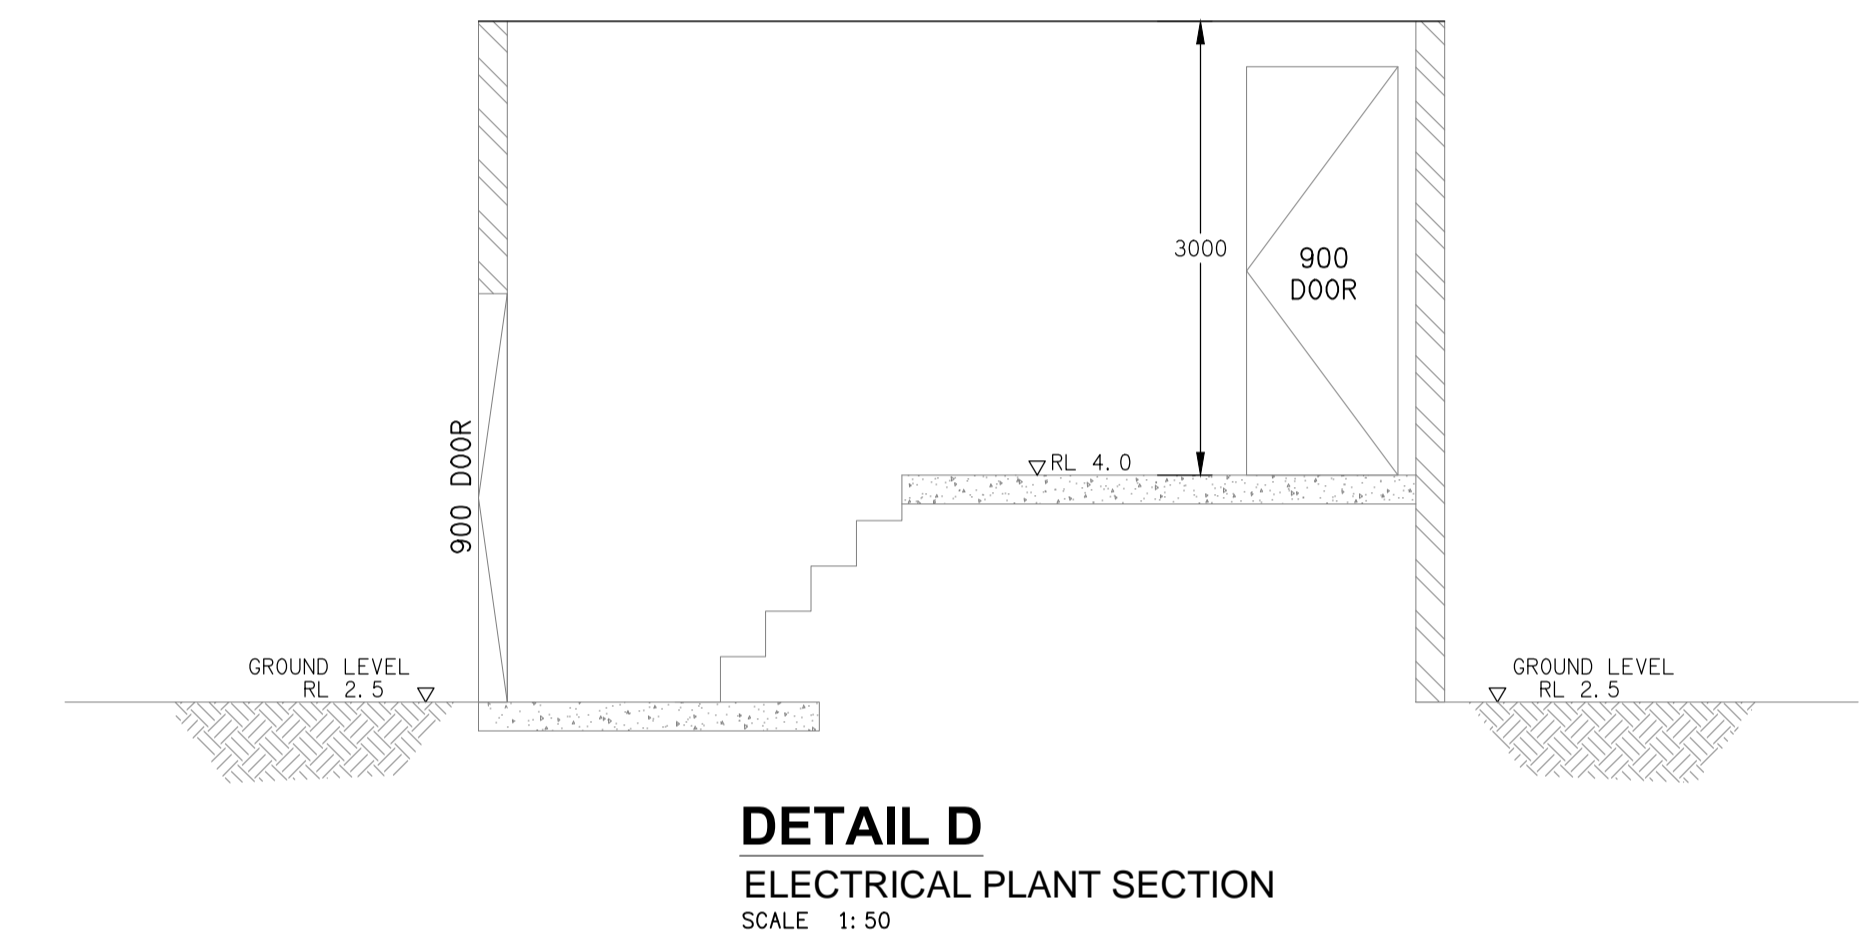 3000
900
DOOR
900 DOOR
RL 4.0
GROUND LEVEL
RL 2.5
GROUND LEVEL
RL 2.5
DETAIL D
ELECTRICAL PLANT SECTION
SCALE 1:50